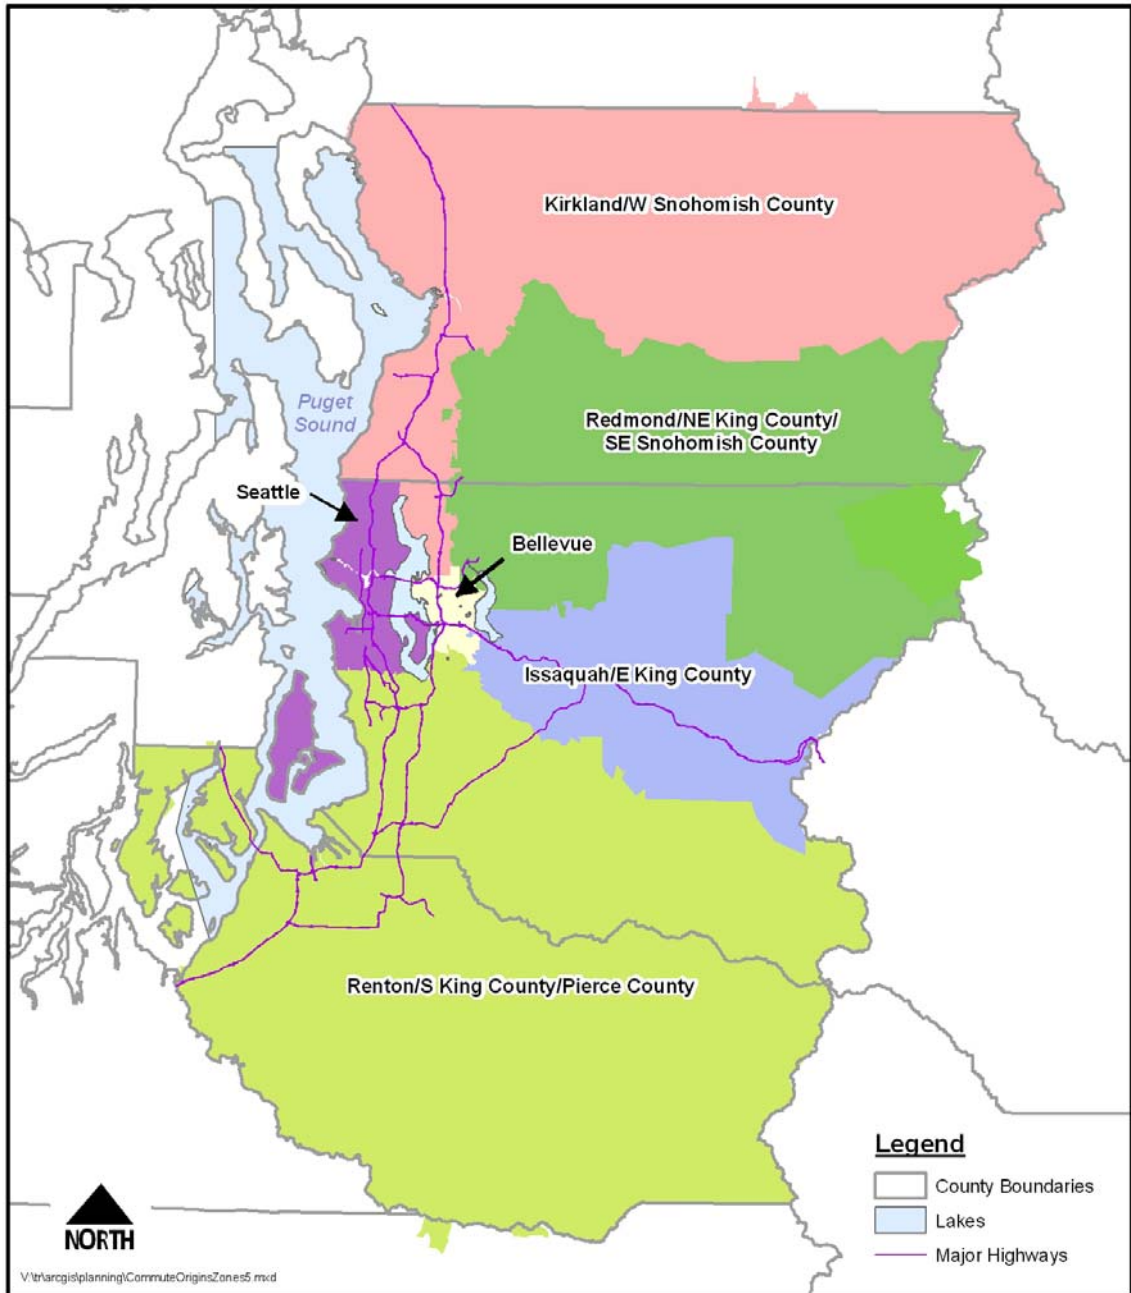 Kirkland/W Snohomish County
Puget
Sound
Redmond/NE King County/
SE Snohomish County
Seattle
Bellevue
Issaquah/E King County
Renton/S King County/Pierce County
Legend
County Boundaries
Lakes
Major Highways
NORTH
V:\tr\arcgis\planning\CommuteOriginsZones5.mxd